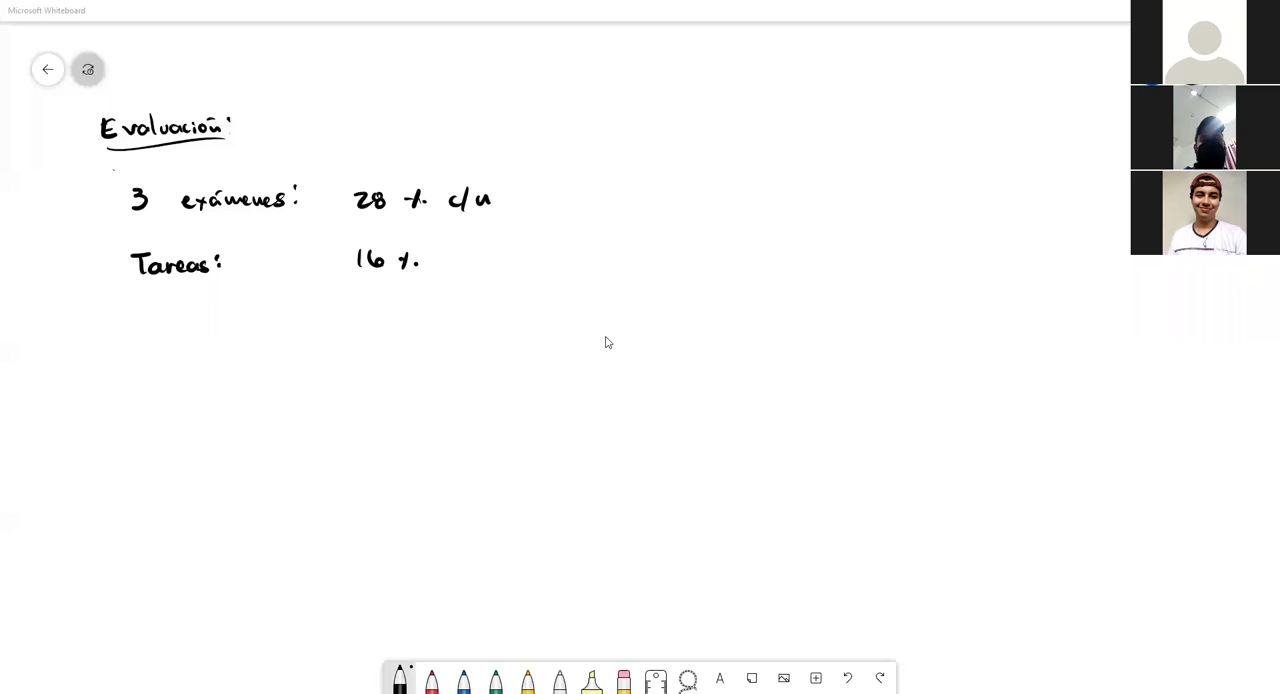 Microsoft Whiteboard
Evaluación:
3 exámenes: 28 % c/u
Tareas: 16 %
A